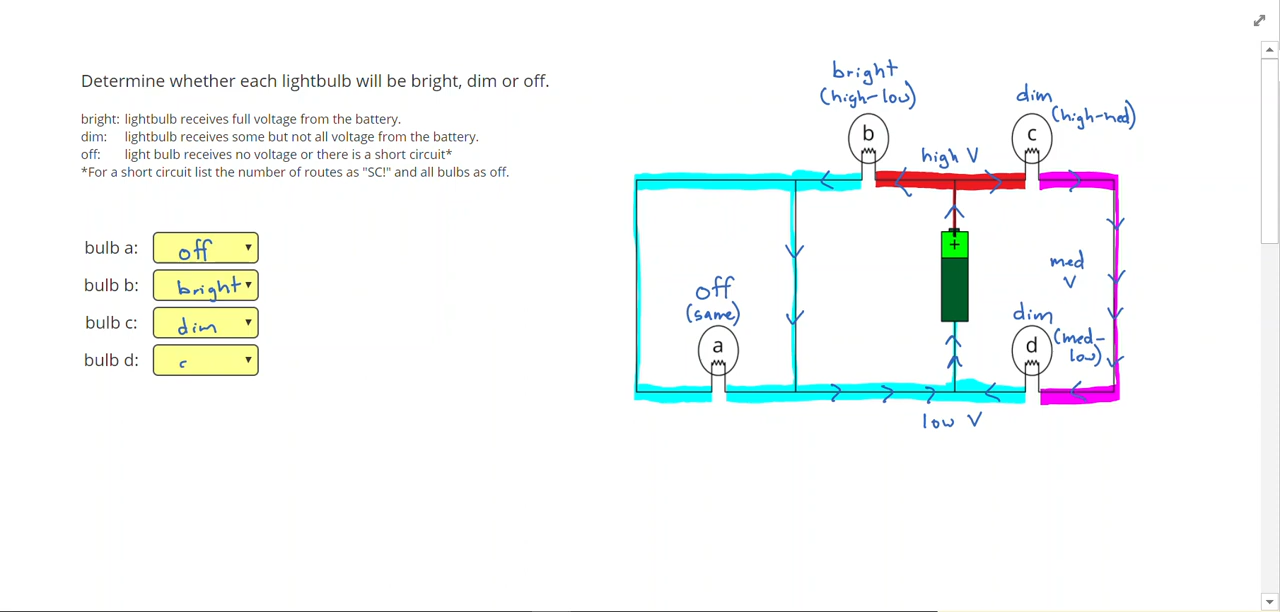 Determine whether each lightbulb will be bright, dim or off.
bright: lightbulb receives full voltage from the battery.
dim: lightbulb receives some but not all voltage from the battery.
off: light bulb receives no voltage or there is a short circuit*
*For a short circuit list the number of routes as "SC!" and all bulbs as off.
bulb a: off
bulb b: bright
bulb c: dim
bulb d:
bright
(high-low)
b
high V
dim
(high-med)
c
+
med
V
off
(same)
a
dim
(med-
low)
d
low V